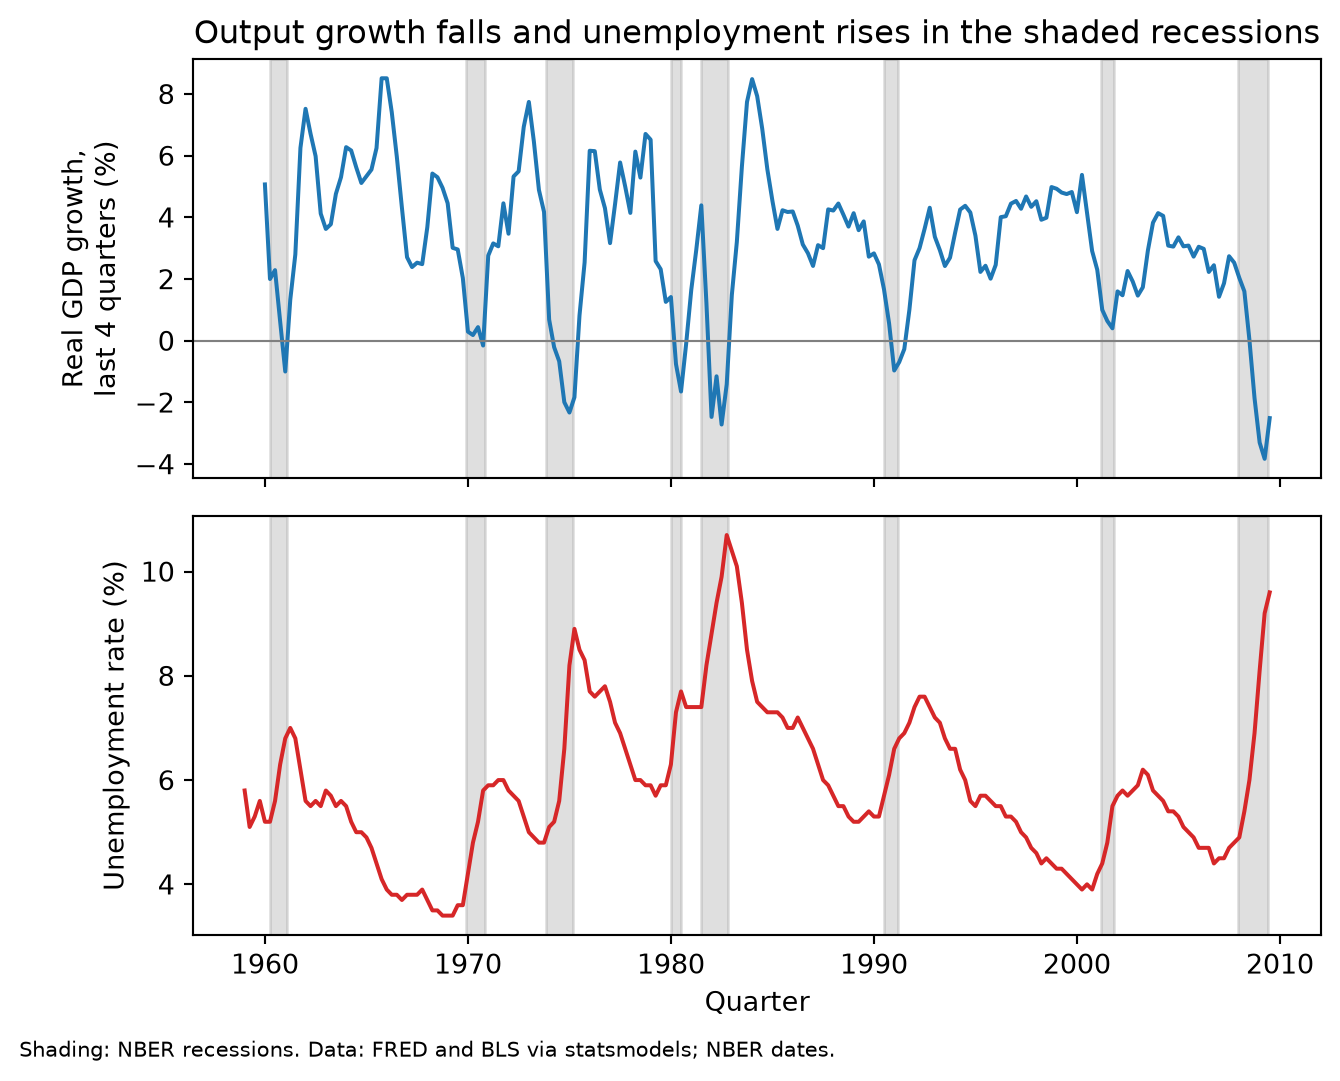 Output growth falls and unemployment rises in the shaded recessions
Real GDP growth,
last 4 quarters (%)
8
6
4
2
0
−2
−4
Unemployment rate (%)
10
8
6
4
1960
1970
1980
1990
2000
2010
Quarter
Shading: NBER recessions. Data: FRED and BLS via statsmodels; NBER dates.